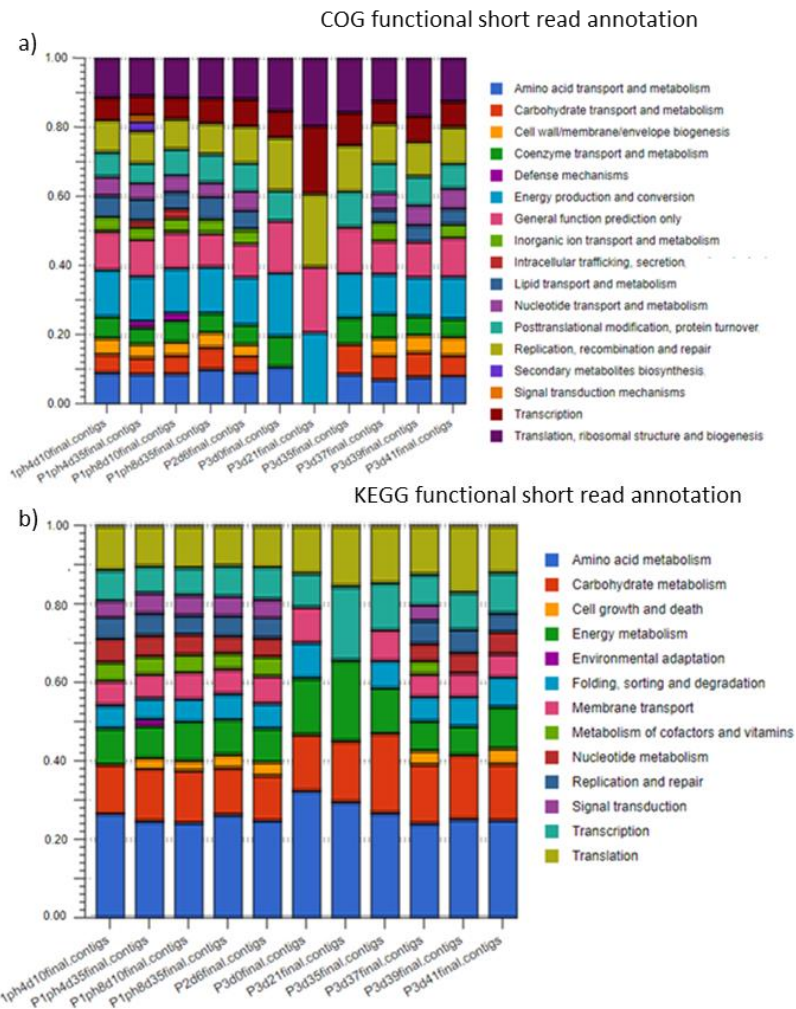 COG functional short read annotation
a)
1.00
0.80
0.60
0.40
0.20
0.00
Amino acid transport and metabolism
Carbohydrate transport and metabolism
Cell wall/membrane/envelope biogenesis
Coenzyme transport and metabolism
Defense mechanisms
Energy production and conversion
General function prediction only
Inorganic ion transport and metabolism
Intracellular trafficking, secretion
Lipid transport and metabolism
Nucleotide transport and metabolism
Posttranslational modification, protein turnover
Replication, recombination and repair
Secondary metabolites biosynthesis
Signal transduction mechanisms
Transcription
Translation, ribosomal structure and biogenesis
1ph4d10final.contigs
P1ph4d35final.contigs
P1ph8d10final.contigs
P1ph8d35final.contigs
P2d6final.contigs
P3d0final.contigs
P3d21final.contigs
P3d35final.contigs
P3d37final.contigs
P3d39final.contigs
P3d41final.contigs
KEGG functional short read annotation
b)
1.00
0.80
0.60
0.40
0.20
0.00
Amino acid metabolism
Carbohydrate metabolism
Cell growth and death
Energy metabolism
Environmental adaptation
Folding, sorting and degradation
Membrane transport
Metabolism of cofactors and vitamins
Nucleotide metabolism
Replication and repair
Signal transduction
Transcription
Translation
1ph4d10final.contigs
P1ph4d35final.contigs
P1ph8d10final.contigs
P1ph8d35final.contigs
P2d6final.contigs
P3d0final.contigs
P3d21final.contigs
P3d35final.contigs
P3d37final.contigs
P3d39final.contigs
P3d41final.contigs